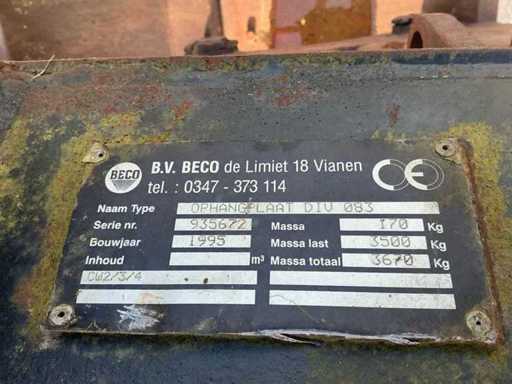 BECO
B.V. BECO de Limiet 18 Vianen
tel. : 0347 - 373 114
CE
Naam Type OPHANGPLAAT DIV 083
Serie nr. 935672 Massa 170 Kg
Bouwjaar 1995 Massa last 3500 Kg
Inhoud m³ Massa totaal 3670 Kg
CW2/3/4